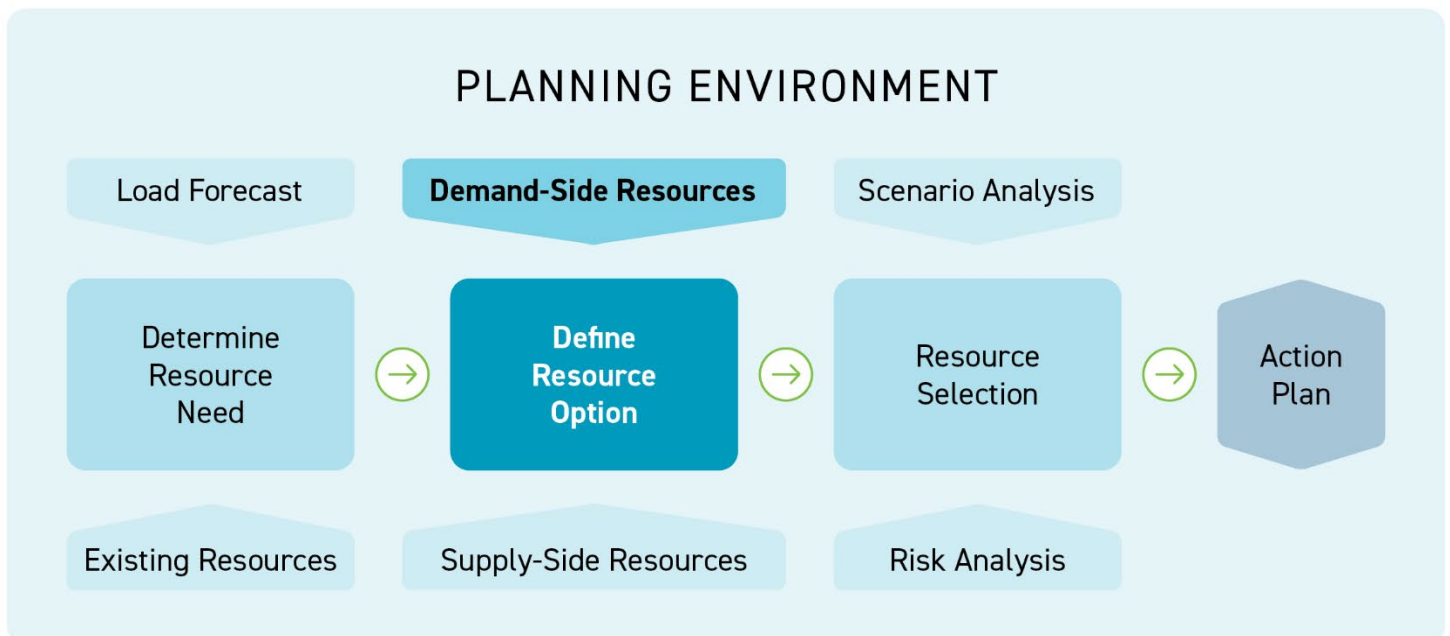 PLANNING ENVIRONMENT
Load Forecast
Demand-Side Resources
Scenario Analysis
Determine
Resource
Need
Define
Resource
Option
Resource
Selection
Action
Plan
Existing Resources
Supply-Side Resources
Risk Analysis